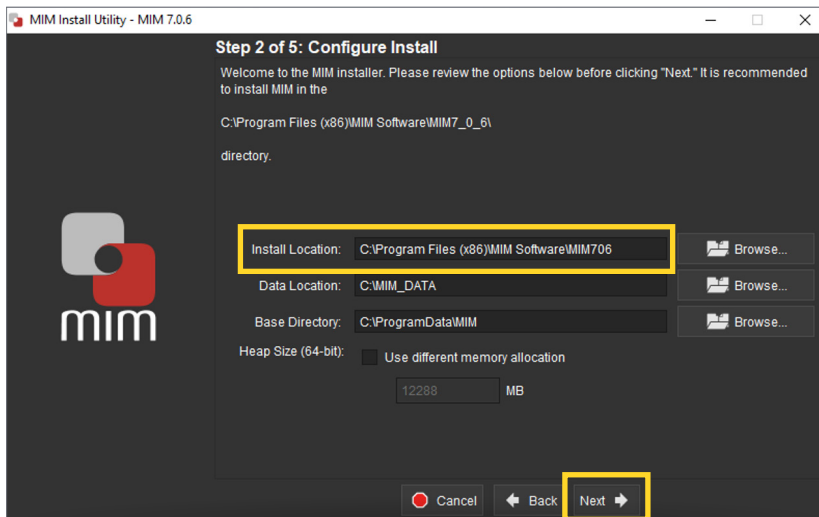 MIM Install Utility - MIM 7.0.6
Step 2 of 5: Configure Install
Welcome to the MIM installer. Please review the options below before clicking "Next." It is recommended
to install MIM in the
C:\Program Files (x86)\MIM Software\MIM7_0_6\
directory.
Install Location: C:\Program Files (x86)\MIM Software\MIM706 Browse...
Data Location: C:\MIM_DATA Browse...
Base Directory: C:\ProgramData\MIM Browse...
Heap Size (64-bit): Use different memory allocation
12288 MB
mim
Cancel Back Next